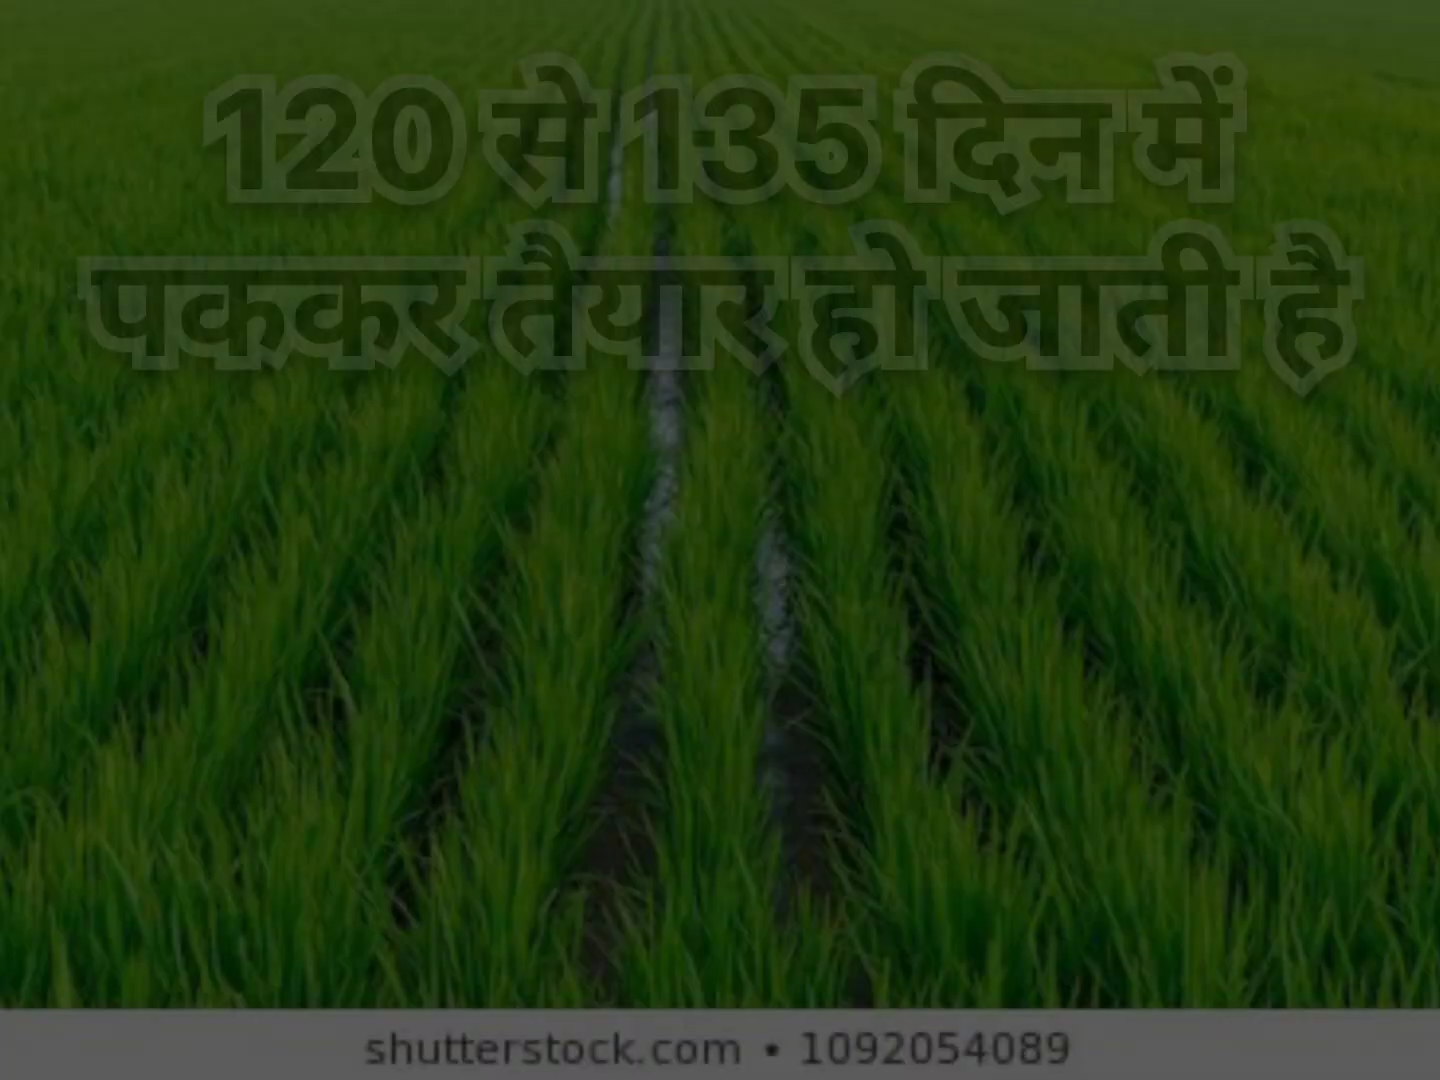 120 से 135 दिन में
पककर तैयार हो जाती है
shutterstock.com • 1092054089